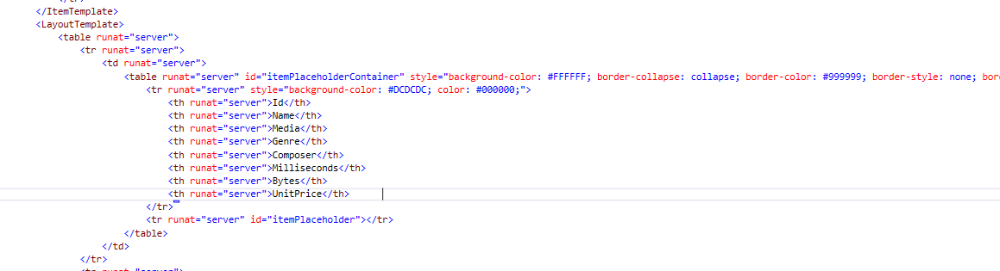 </ItemTemplate>
<LayoutTemplate>
<table runat="server">
<tr runat="server">
<td runat="server">
<table runat="server" id="itemPlaceholderContainer" style="background-color: #FFFFFF; border-collapse: collapse; border-color: #999999; border-style: none; bor
<tr runat="server" style="background-color: #DCDCDC; color: #000000;">
<th runat="server">Id</th>
<th runat="server">Name</th>
<th runat="server">Media</th>
<th runat="server">Genre</th>
<th runat="server">Composer</th>
<th runat="server">Milliseconds</th>
<th runat="server">Bytes</th>
<th runat="server">UnitPrice</th>
</tr>
<tr runat="server" id="itemPlaceholder"></tr>
</table>
</td>
</tr>
<tr runat="server">